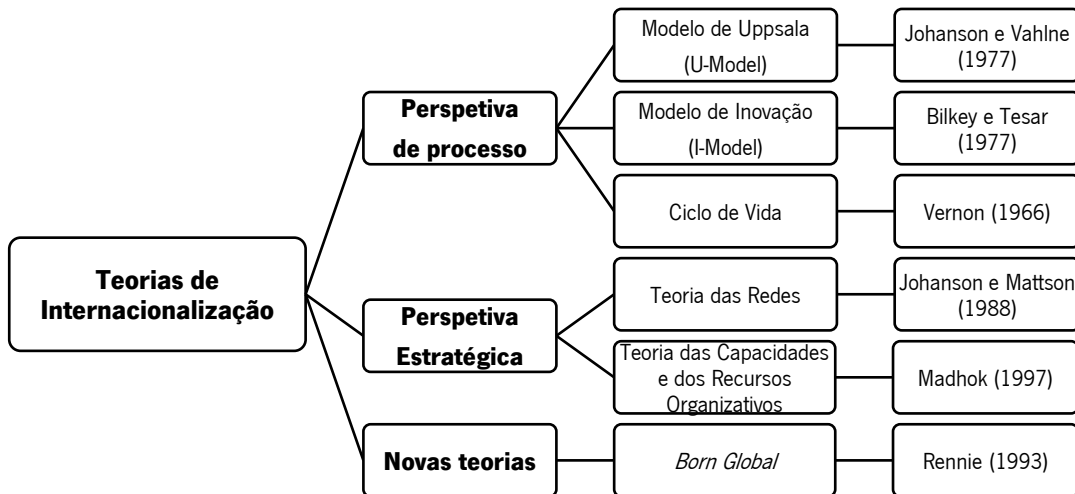 Teorias de
Internacionalização
Perspetiva
de processo
Modelo de Uppsala
(U-Model)
Johanson e Vahlne
(1977)
Modelo de Inovação
(I-Model)
Bilkey e Tesar
(1977)
Ciclo de Vida
Vernon (1966)
Perspetiva
Estratégica
Teoria das Redes
Johanson e Mattson
(1988)
Teoria das Capacidades
e dos Recursos
Organizativos
Madhok (1997)
Novas teorias
Born Global
Rennie (1993)